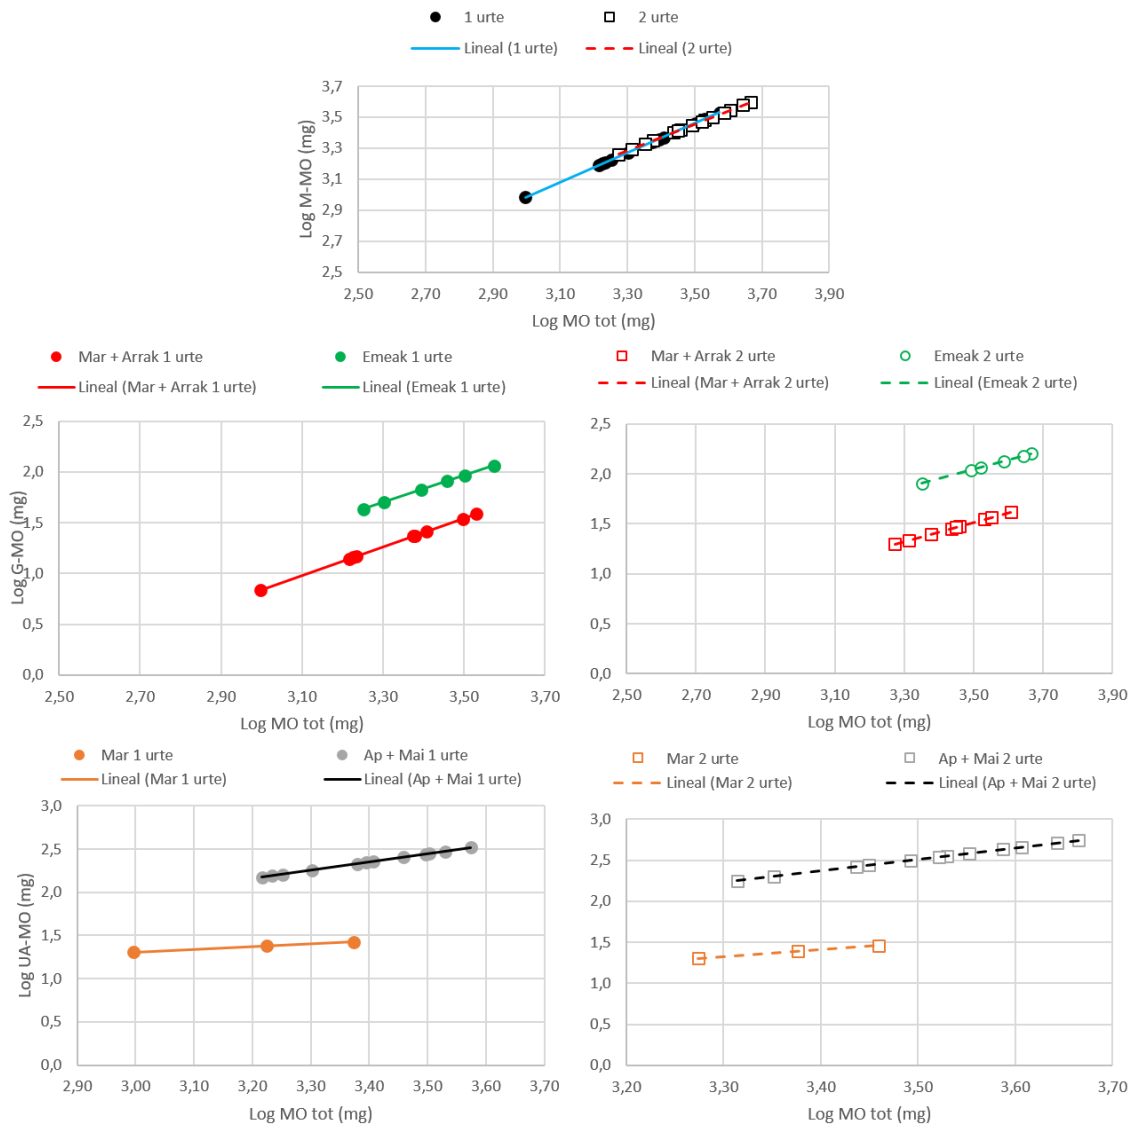 1 urte 2 urte
Lineal (1 urte) Lineal (2 urte)
3,7
3,5
3,3
3,1
2,9
2,7
2,5
Log M-MO (mg)
2,50 2,70 2,90 3,10 3,30 3,50 3,70 3,90
Log MO tot (mg)
Mar + Arrak 1 urte Emeak 1 urte
Lineal (Mar + Arrak 1 urte) Lineal (Emeak 1 urte)
2,5
2,0
1,5
1,0
0,5
0,0
Log G-MO (mg)
2,50 2,70 2,90 3,10 3,30 3,50 3,70
Log MO tot (mg)
Mar + Arrak 2 urte Emeak 2 urte
Lineal (Mar + Arrak 2 urte) Lineal (Emeak 2 urte)
2,5
2,0
1,5
1,0
0,5
0,0
2,50 2,70 2,90 3,10 3,30 3,50 3,70 3,90
Log MO tot (mg)
Mar 1 urte Ap + Mai 1 urte
Lineal (Mar 1 urte) Lineal (Ap + Mai 1 urte)
3,0
2,5
2,0
1,5
1,0
0,5
0,0
Log UA-MO (mg)
2,90 3,00 3,10 3,20 3,30 3,40 3,50 3,60 3,70
Log MO tot (mg)
Mar 2 urte Ap + Mai 2 urte
Lineal (Mar 2 urte) Lineal (Ap + Mai 2 urte)
3,0
2,5
2,0
1,5
1,0
0,5
0,0
3,20 3,30 3,40 3,50 3,60 3,70
Log MO tot (mg)